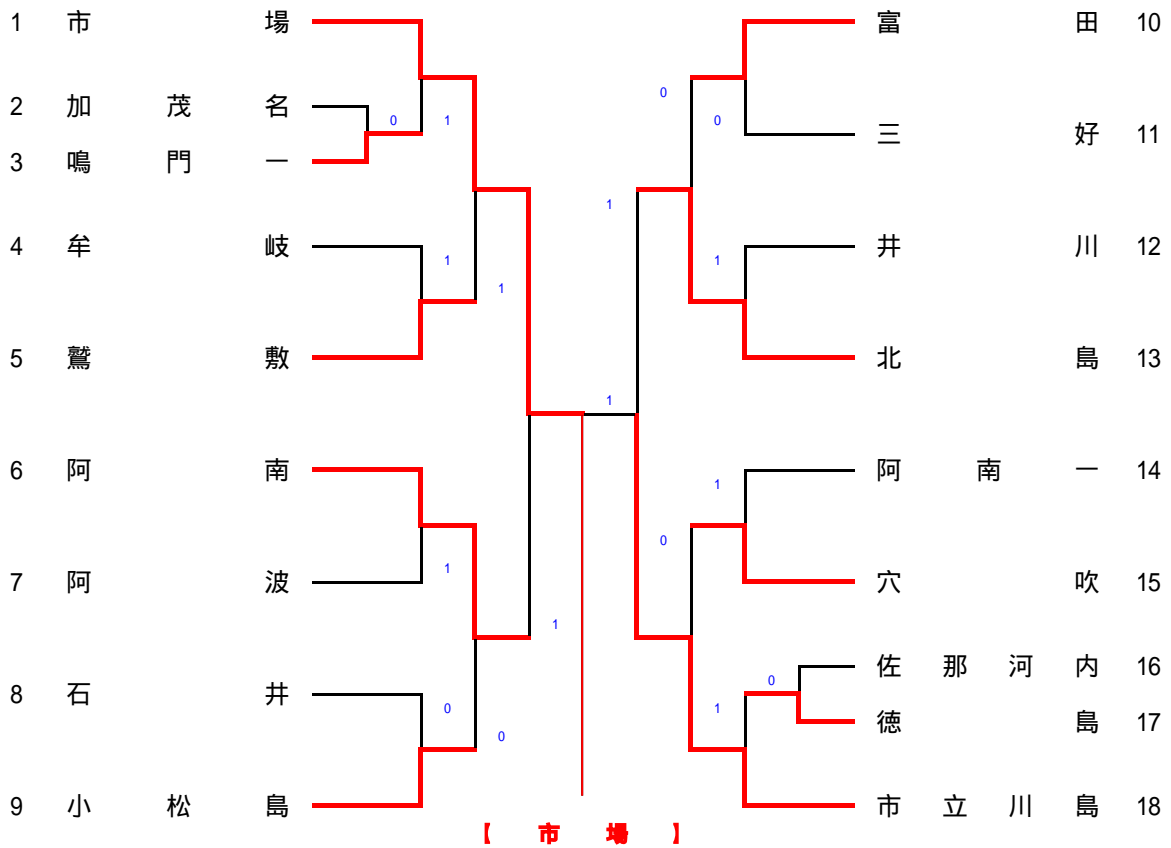 1 市 場
2 加 茂 名
3 鳴 門 一
4 牟 岐
5 鷲 敷
6 阿 南
7 阿 波
8 石 井
9 小 松 島
0
1
1
1
1
0
0
1
富 田 10
三 好 11
井 川 12
北 島 13
阿 南 一 14
穴 吹 15
佐 那 河 内 16
徳 島 17
市 立 川 島 18
0
0
1
1
1
1
0
0
1
【 市 場 】